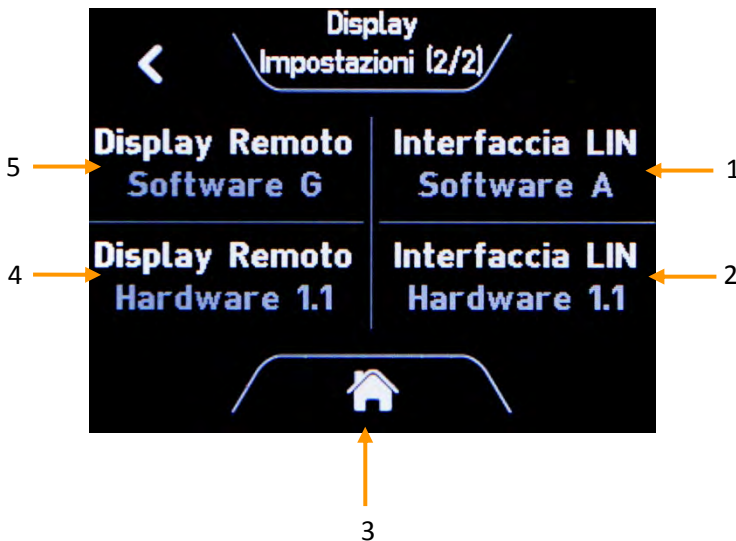 Display
Impostazioni (2/2)
Display Remoto
Software G
Interfaccia LIN
Software A
5
1
Display Remoto
Hardware 1.1
Interfaccia LIN
Hardware 1.1
4
2
3